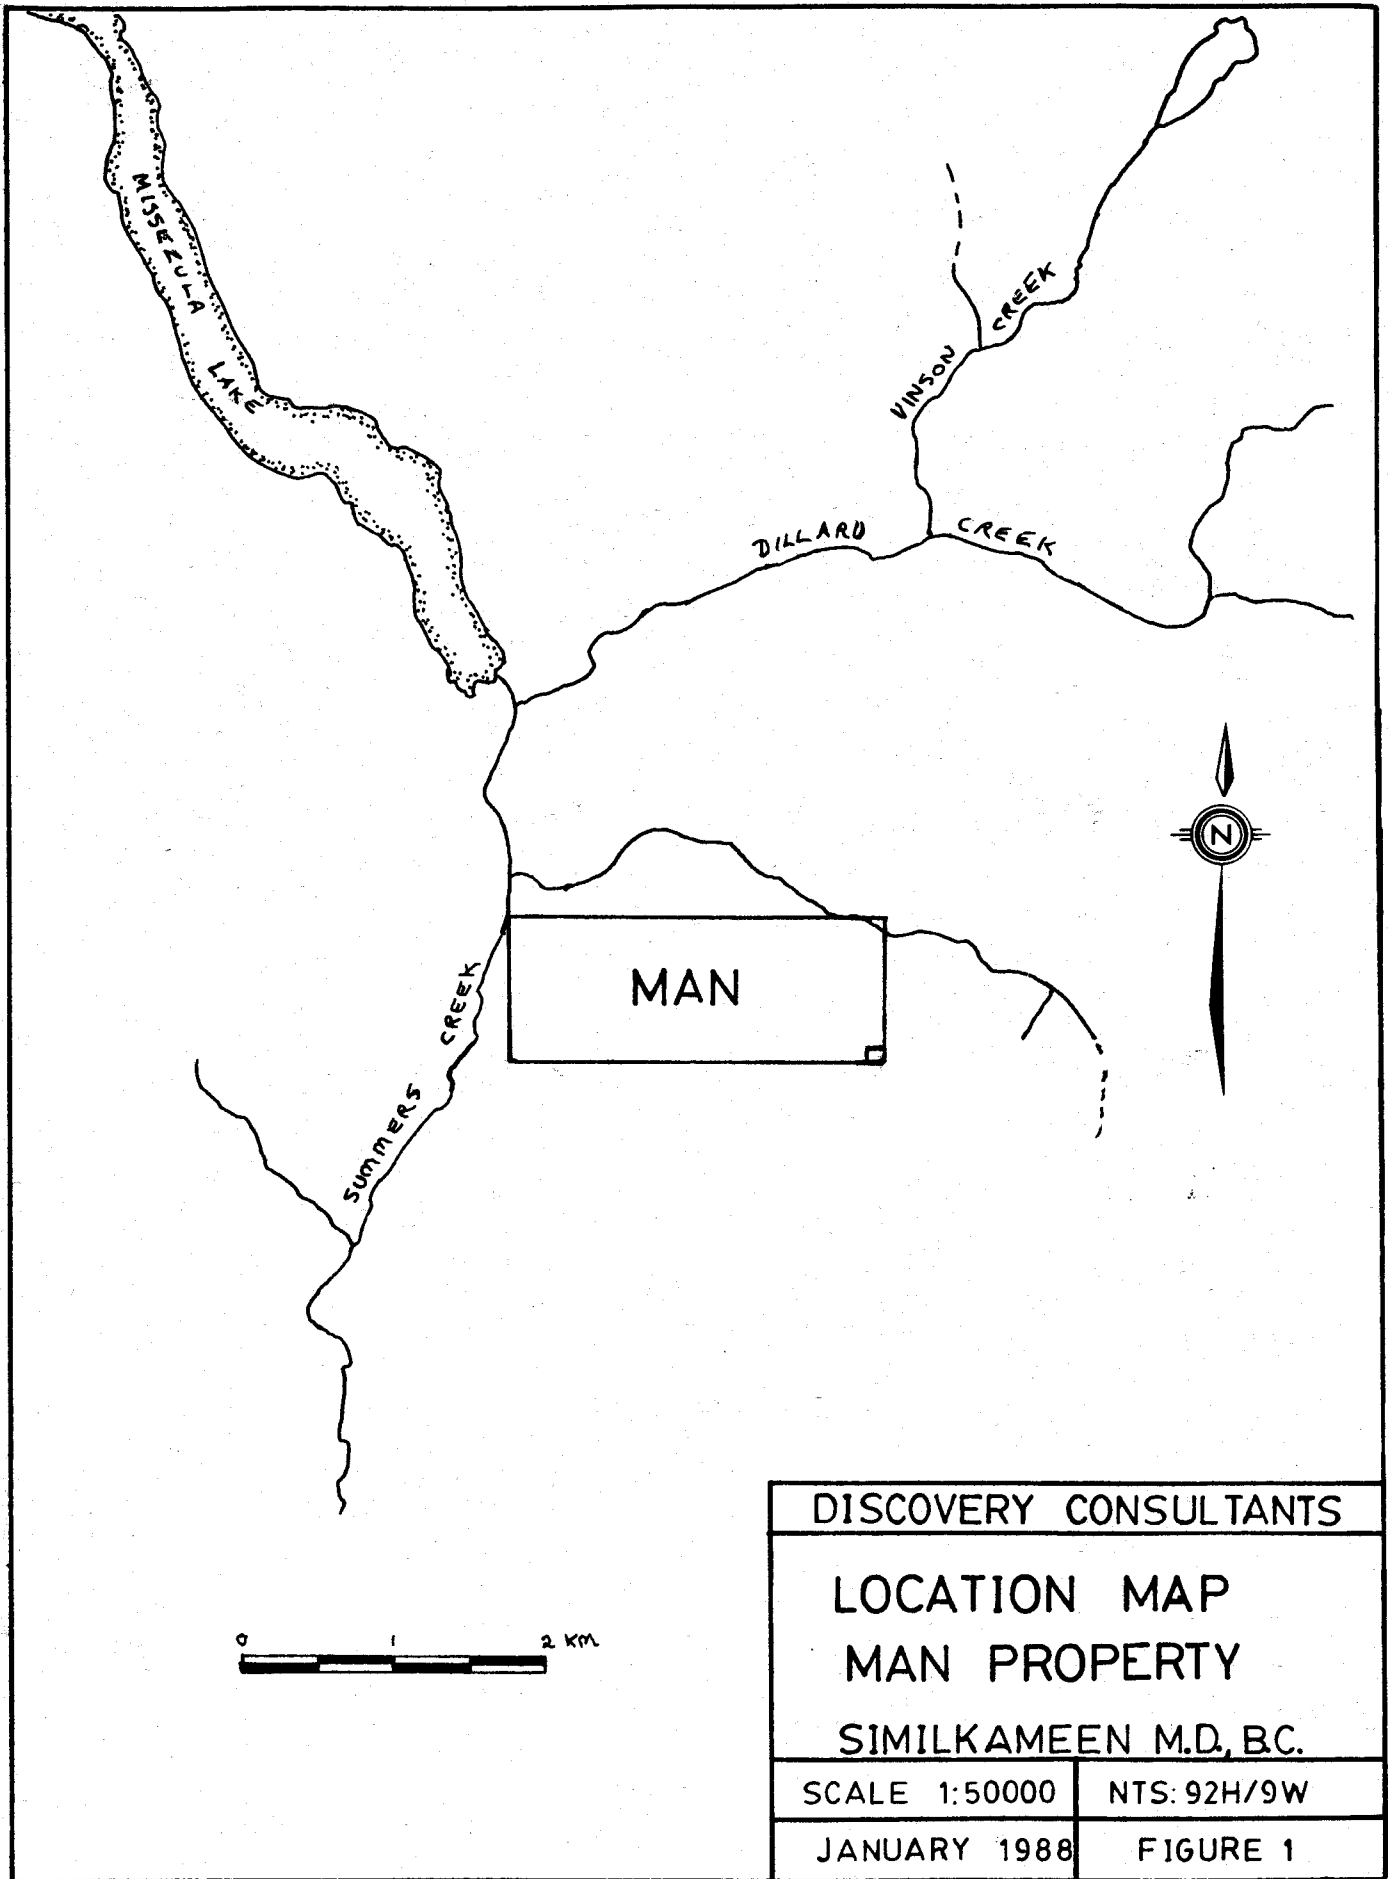 MISSEZULA
LAKE
VINSON CREEK
DILLARD CREEK
N
MAN
SUMMERS CREEK
0 1 2 KM
DISCOVERY CONSULTANTS
LOCATION MAP
MAN PROPERTY
SIMILKAMEEN M.D., B.C.
SCALE 1:50000 NTS: 92H/9W
JANUARY 1988 FIGURE 1